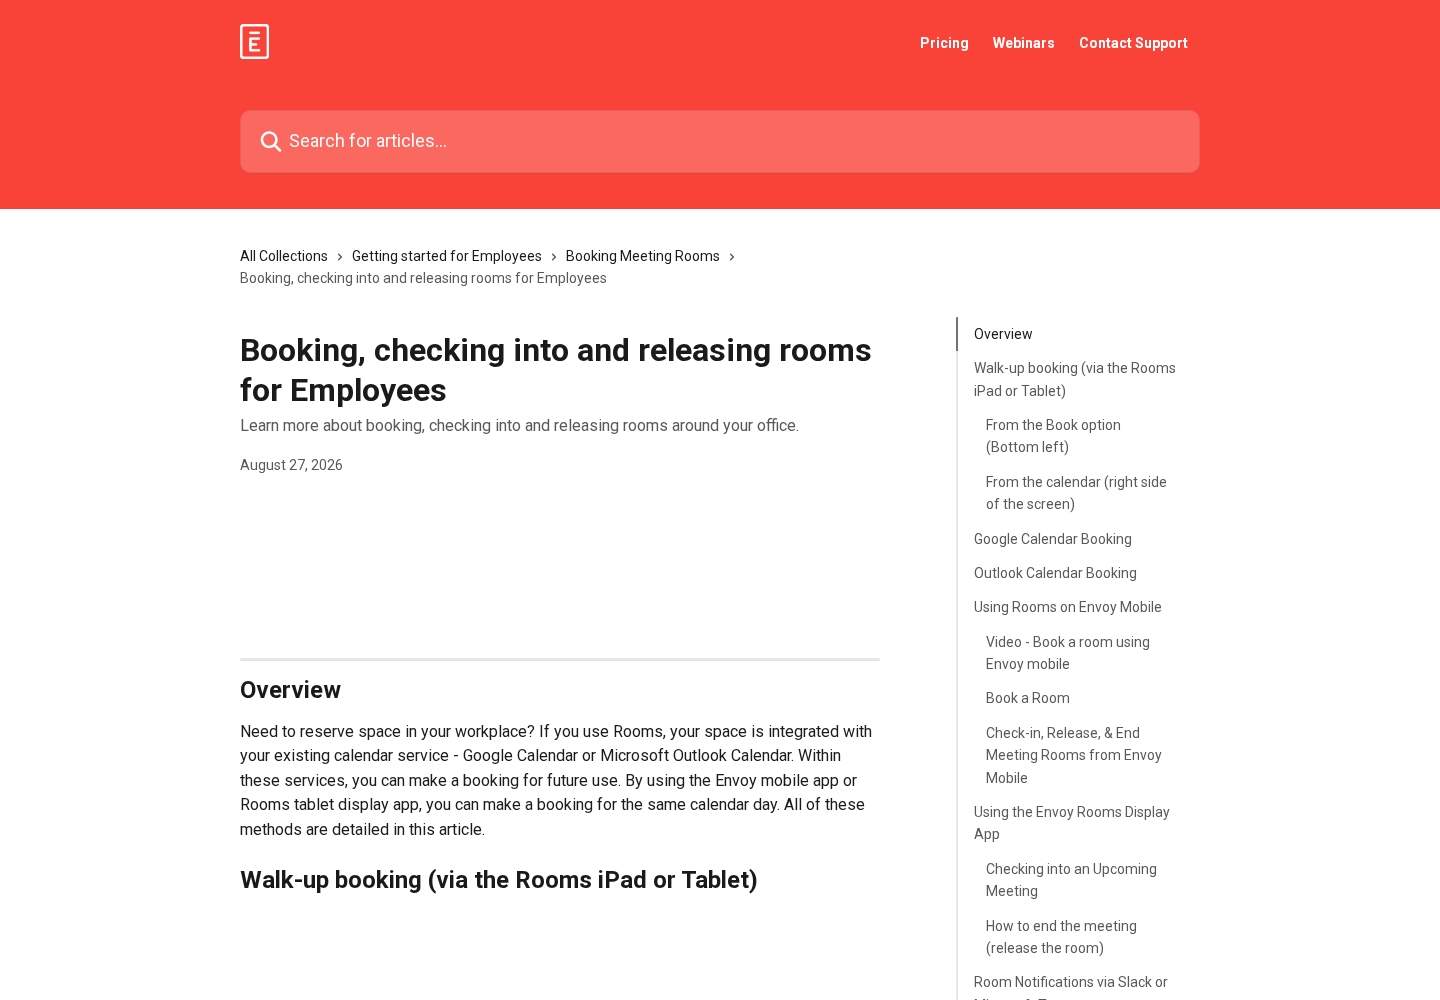 E
Pricing
Webinars
Contact Support
Search for articles...
All Collections
Getting started for Employees
Booking Meeting Rooms
Booking, checking into and releasing rooms for Employees
Booking, checking into and releasing rooms
for Employees
Learn more about booking, checking into and releasing rooms around your office.
August 27, 2026
Overview
Need to reserve space in your workplace? If you use Rooms, your space is integrated with
your existing calendar service - Google Calendar or Microsoft Outlook Calendar. Within
these services, you can make a booking for future use. By using the Envoy mobile app or
Rooms tablet display app, you can make a booking for the same calendar day. All of these
methods are detailed in this article.
Walk-up booking (via the Rooms iPad or Tablet)
Overview
Walk-up booking (via the Rooms
iPad or Tablet)
From the Book option
(Bottom left)
From the calendar (right side
of the screen)
Google Calendar Booking
Outlook Calendar Booking
Using Rooms on Envoy Mobile
Video - Book a room using
Envoy mobile
Book a Room
Check-in, Release, & End
Meeting Rooms from Envoy
Mobile
Using the Envoy Rooms Display
App
Checking into an Upcoming
Meeting
How to end the meeting
(release the room)
Room Notifications via Slack or